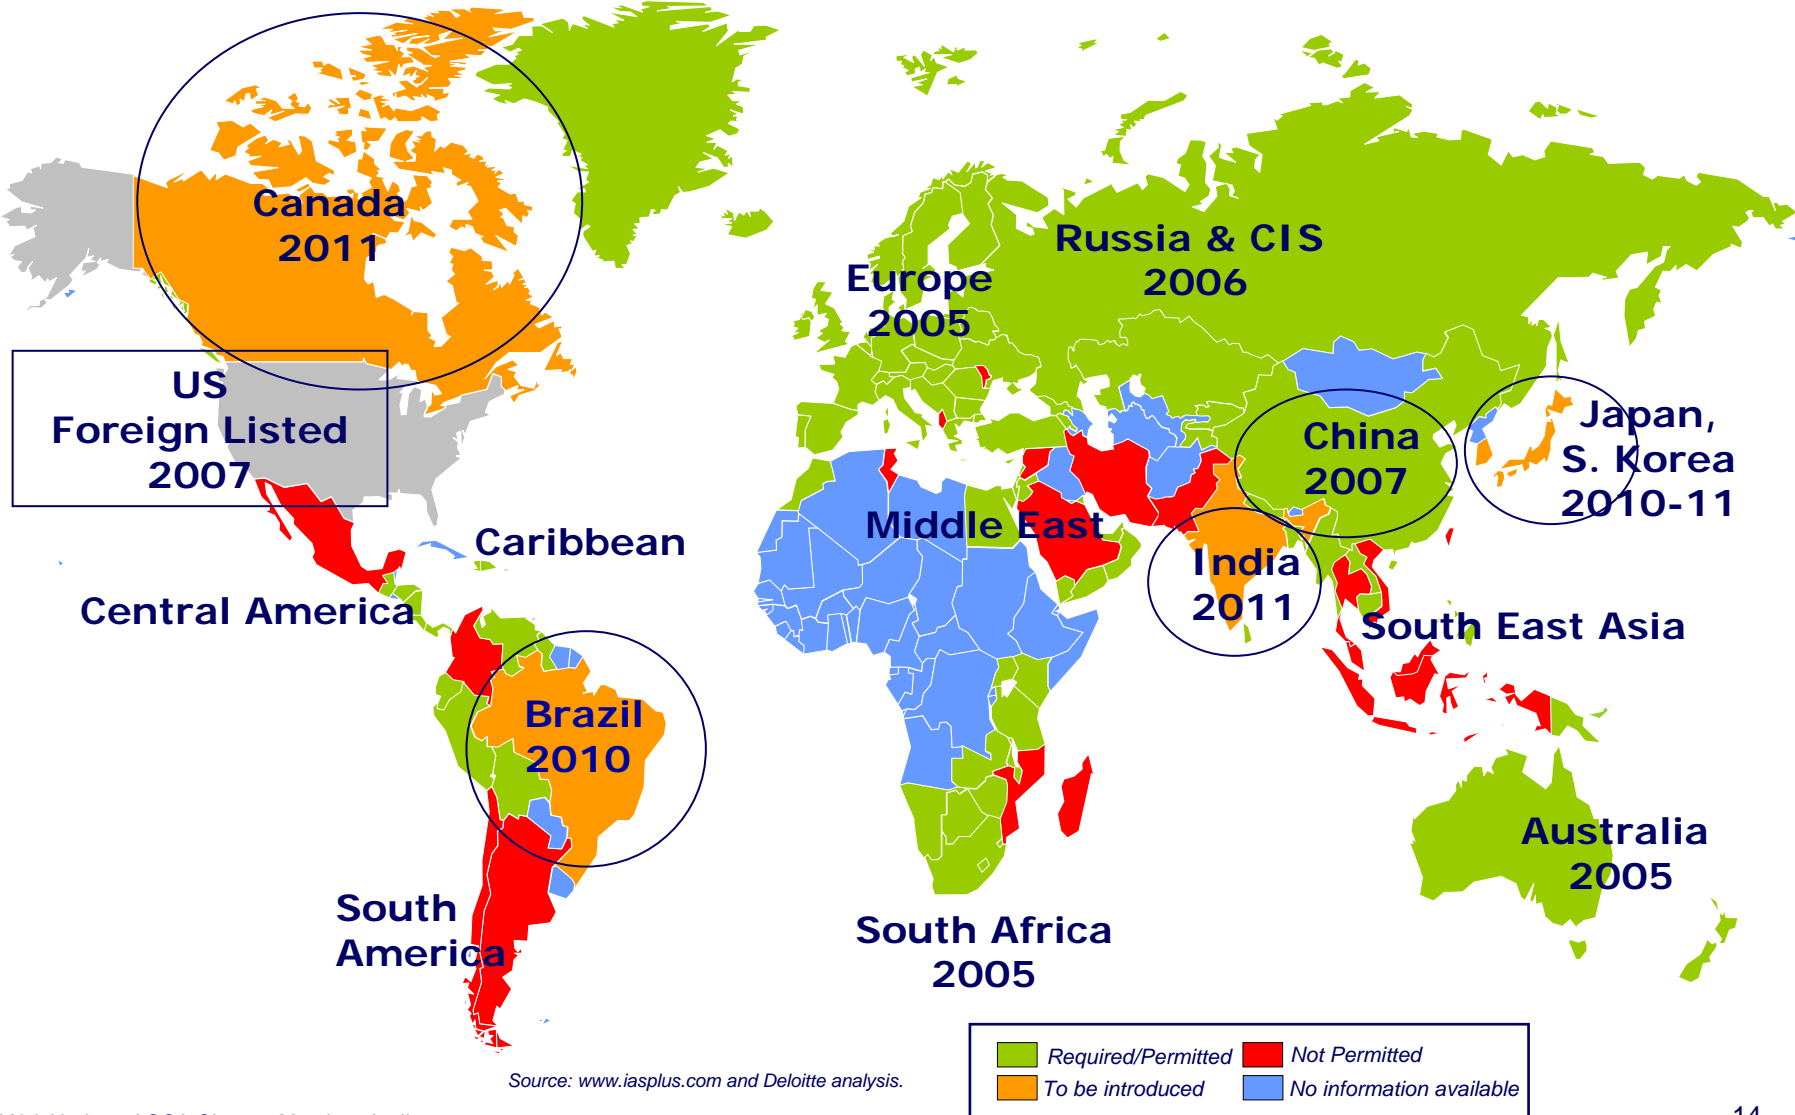 Canada
2011
Russia & CIS
2006
Europe
2005
US
Foreign Listed
2007
China
2007
Japan,
S. Korea
2010-11
Middle East
Caribbean
India
2011
Central America
South East Asia
Brazil
2010
Australia
2005
South
America
South Africa
2005
Required/Permitted
Not Permitted
To be introduced
No information available
Source: www.iasplus.com and Deloitte analysis.
14